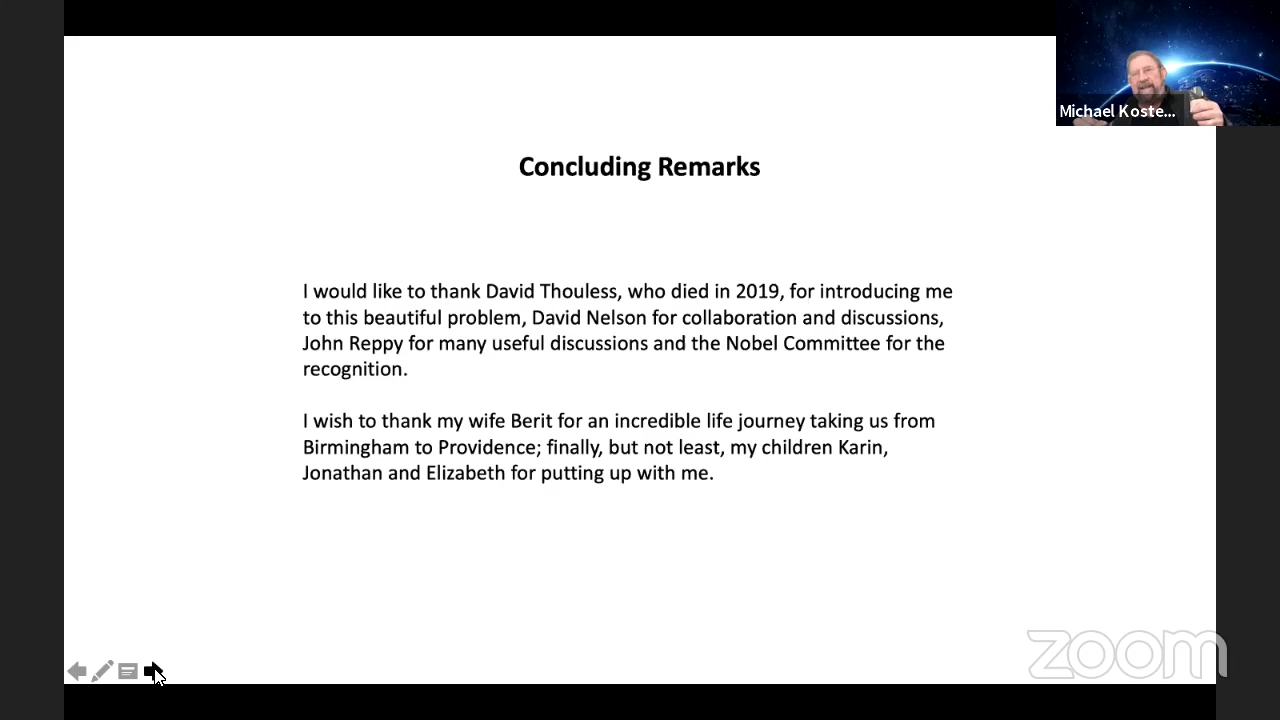 Michael Koste...
Concluding Remarks
I would like to thank David Thouless, who died in 2019, for introducing me
to this beautiful problem, David Nelson for collaboration and discussions,
John Reppy for many useful discussions and the Nobel Committee for the
recognition.
I wish to thank my wife Berit for an incredible life journey taking us from
Birmingham to Providence; finally, but not least, my children Karin,
Jonathan and Elizabeth for putting up with me.
zoom